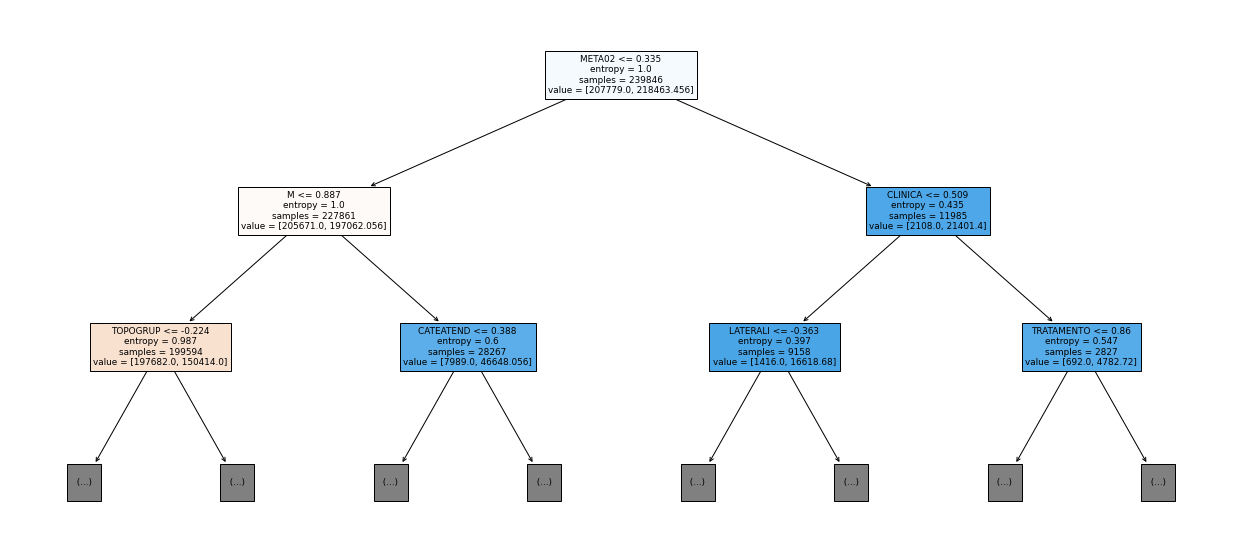 META02 <= 0.335
entropy = 1.0
samples = 239846
value = [207779.0, 218463.456]
M <= 0.887
entropy = 1.0
samples = 227861
value = [205671.0, 197062.056]
CLINICA <= 0.509
entropy = 0.435
samples = 11985
value = [2108.0, 21401.4]
TOPOGRUP <= -0.224
entropy = 0.987
samples = 199594
value = [197682.0, 150414.0]
CATEATEND <= 0.388
entropy = 0.6
samples = 28267
value = [7989.0, 46648.056]
LATERALI <= -0.363
entropy = 0.397
samples = 9158
value = [1416.0, 16618.68]
TRATAMENTO <= 0.86
entropy = 0.547
samples = 2827
value = [692.0, 4782.72]
(...)
(...)
(...)
(...)
(...)
(...)
(...)
(...)